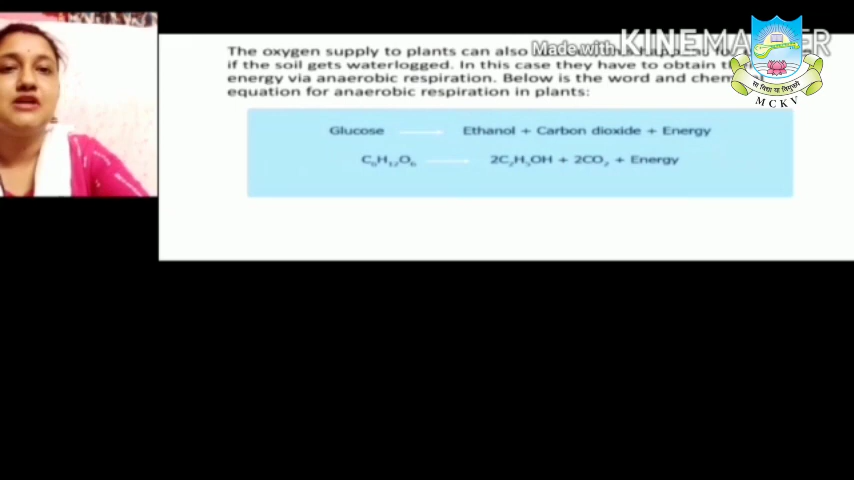 The oxygen supply to plants can also
if the soil gets waterlogged. In this case they have to obtain
energy via anaerobic respiration. Below is the word and
equation for anaerobic respiration in plants:
Made with KINEMASTER
सा विद्या या विमुक्तये
MCKV
Glucose → Ethanol + Carbon dioxide + Energy
C₆H₁₂O₆ → 2C₂H₅OH + 2CO₂ + Energy